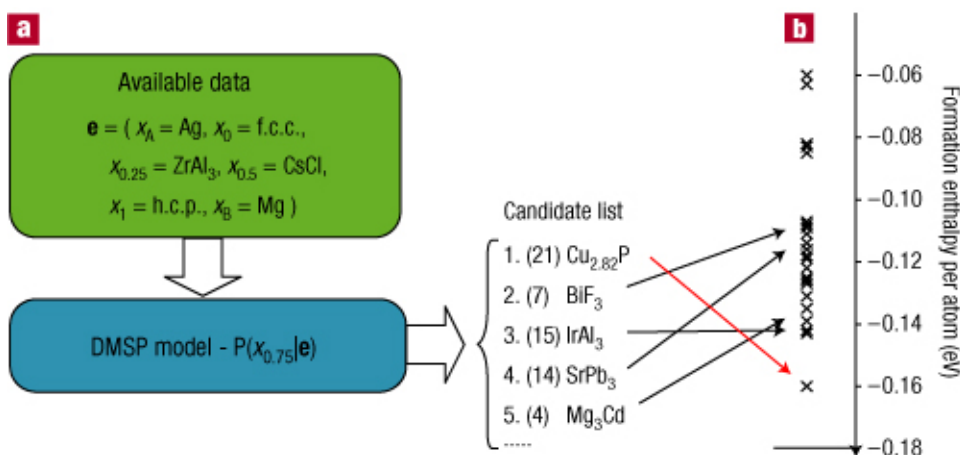 a
Available data
e = ( x_A = Ag, x_0 = f.c.c.,
x_0.25 = ZrAl_3, x_0.5 = CsCl,
x_1 = h.c.p., x_B = Mg )
DMSP model - P(x_0.75|e)
Candidate list
1. (21) Cu_2.82P
2. (7) BiF_3
3. (15) IrAl_3
4. (14) SrPb_3
5. (4) Mg_3Cd
-----
b
−0.06
−0.08
−0.10
−0.12
−0.14
−0.16
−0.18
Formation enthalpy per atom (eV)